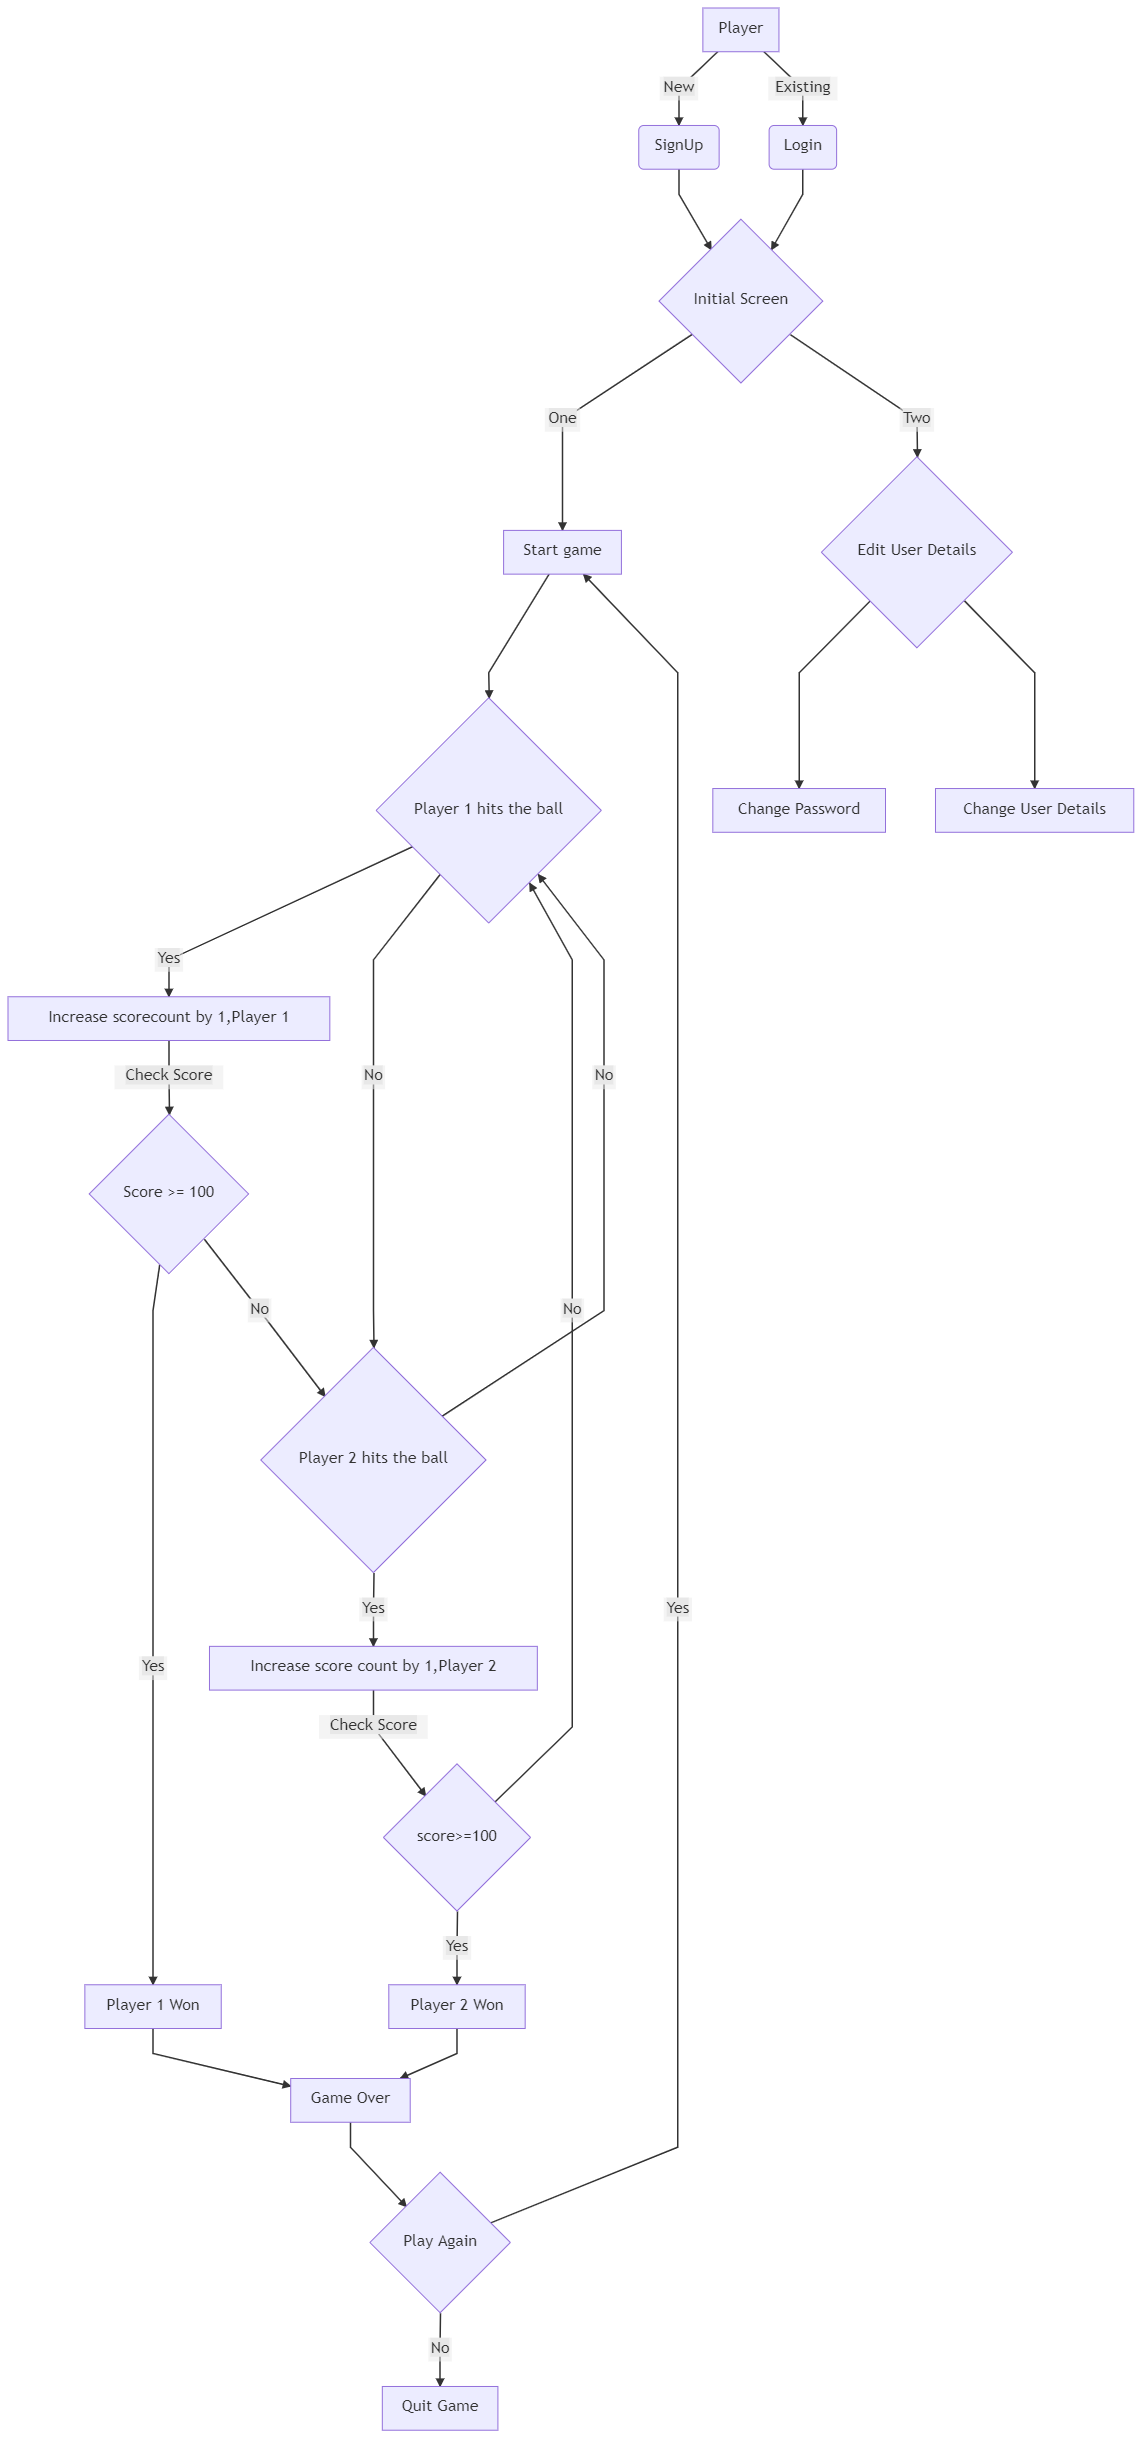 Player
New
Existing
SignUp
Login
Initial Screen
One
Two
Start game
Edit User Details
Player 1 hits the ball
Change Password
Change User Details
Yes
Increase scorecount by 1,Player 1
Check Score
No
No
Score >= 100
No
No
Player 2 hits the ball
Yes
Yes
Increase score count by 1,Player 2
Yes
Check Score
score>=100
Yes
Player 1 Won
Player 2 Won
Game Over
Play Again
No
Quit Game